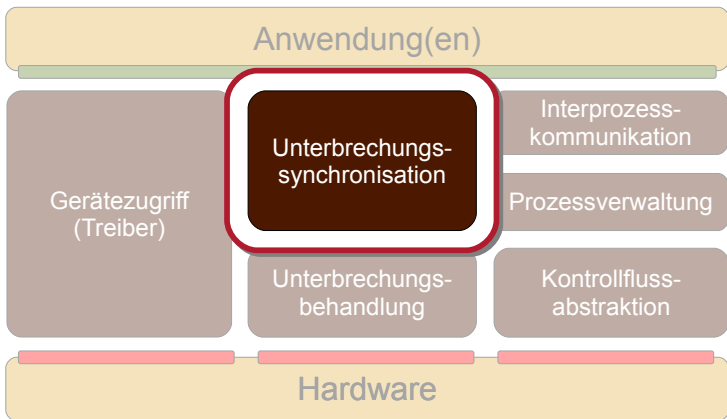 Anwendung(en)
Unterbrechungs-
synchronisation
Interprozess-
kommunikation
Gerätezugriff
(Treiber)
Prozessverwaltung
Unterbrechungs-
behandlung
Kontrollfluss-
abstraktion
Hardware